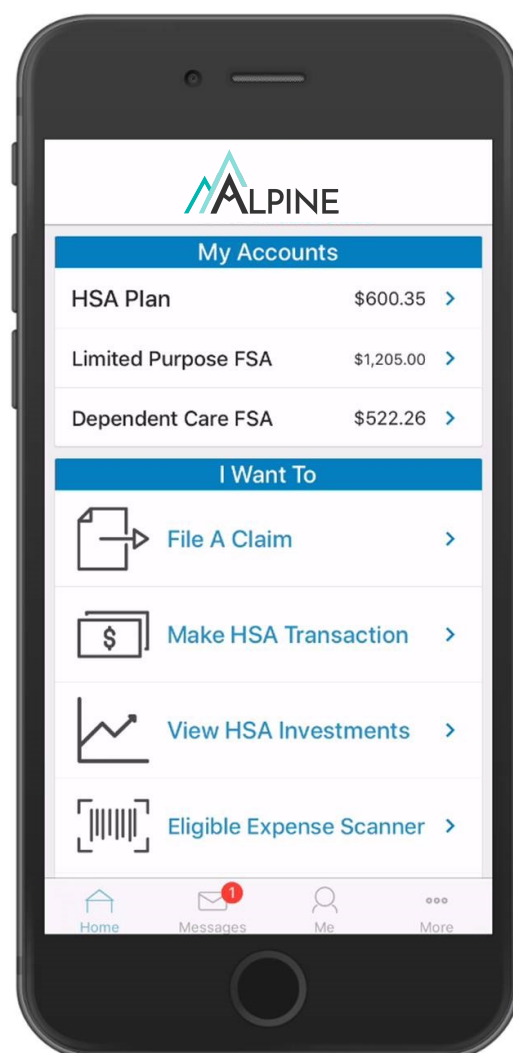 ALPINE
My Accounts
HSA Plan $600.35
Limited Purpose FSA $1,205.00
Dependent Care FSA $522.26
I Want To
File A Claim
$ Make HSA Transaction
View HSA Investments
Eligible Expense Scanner
1
Home Messages Me More